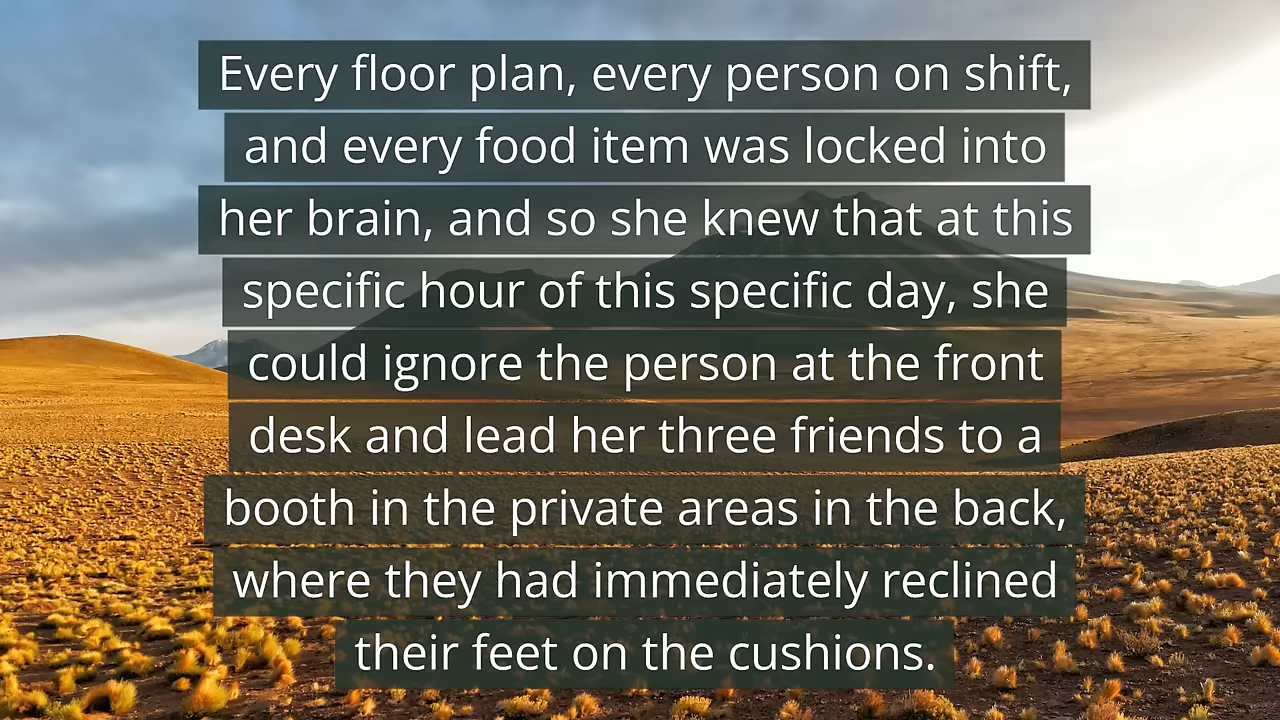 Every floor plan, every person on shift,
and every food item was locked into
her brain, and so she knew that at this
specific hour of this specific day, she
could ignore the person at the front
desk and lead her three friends to a
booth in the private areas in the back,
where they had immediately reclined
their feet on the cushions.